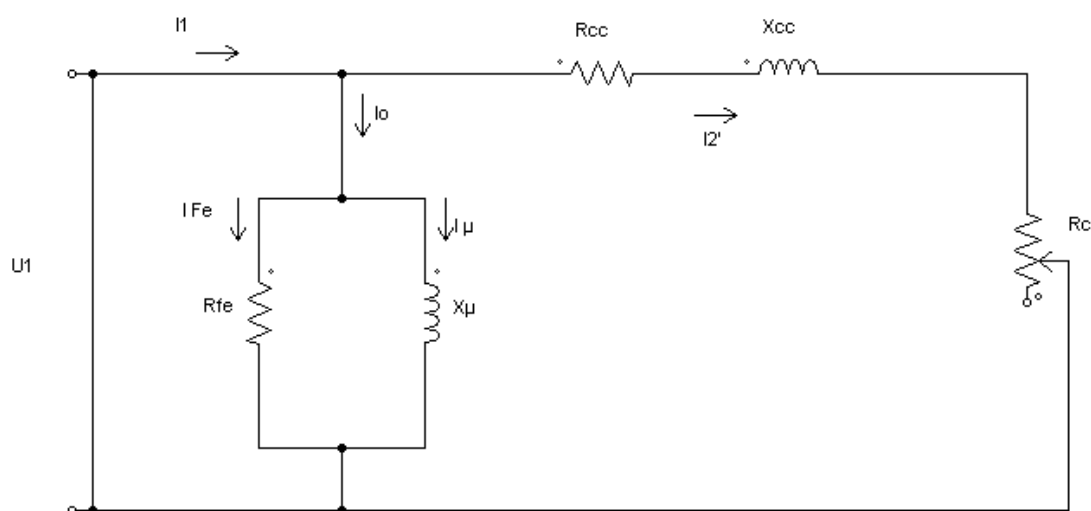 I1
Rcc
Xcc
Io
I2'
I Fe
I µ
Rc
U1
Rfe
Xµ